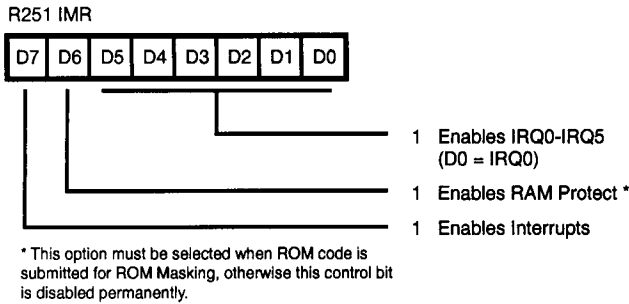 R251 IMR
D7 D6 D5 D4 D3 D2 D1 D0
1 Enables IRQ0-IRQ5
(D0 = IRQ0)
1 Enables RAM Protect *
1 Enables Interrupts
* This option must be selected when ROM code is
submitted for ROM Masking, otherwise this control bit
is disabled permanently.